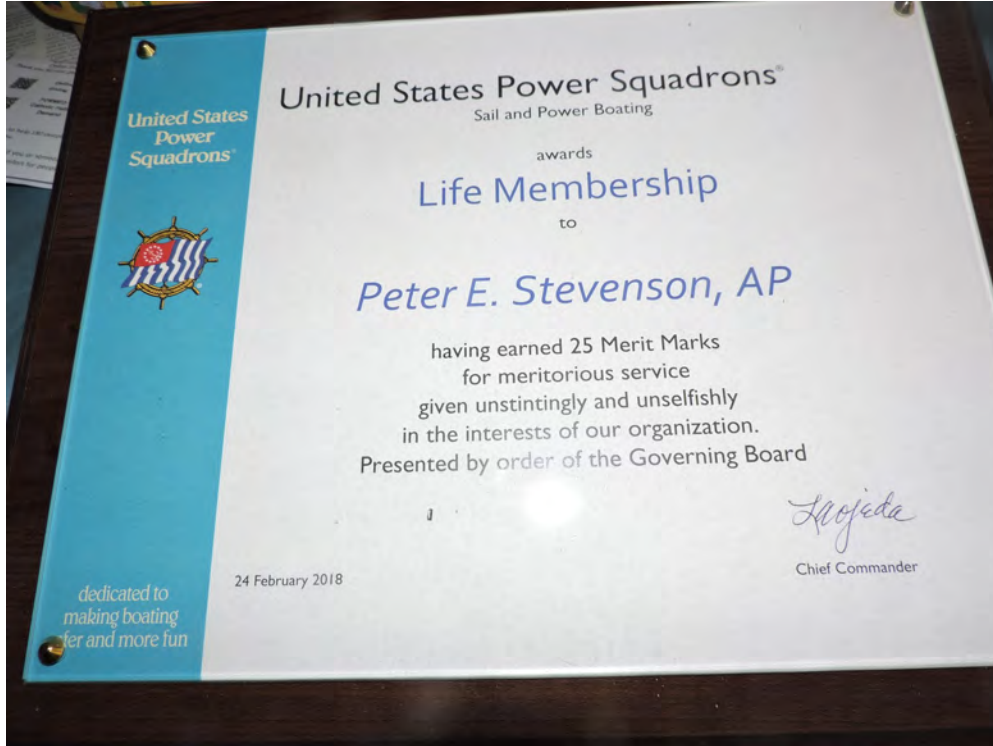 United States
Power
Squadrons®
United States Power Squadrons®
Sail and Power Boating
awards
Life Membership
to
Peter E. Stevenson, AP
having earned 25 Merit Marks
for meritorious service
given unstintingly and unselfishly
in the interests of our organization.
Presented by order of the Governing Board
24 February 2018
Chief Commander
dedicated to
making boating
fer and more fun